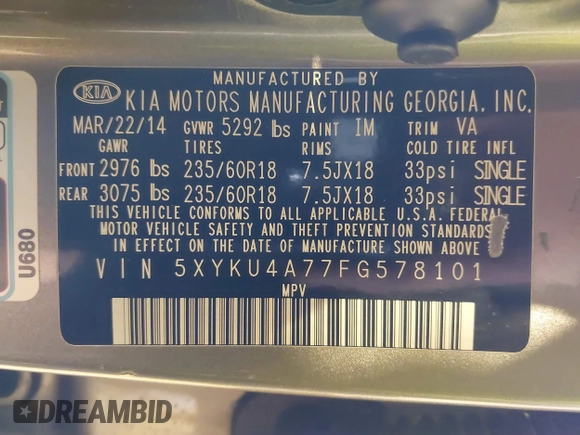 MANUFACTURED BY
KIA KIA MOTORS MANUFACTURING GEORGIA, INC.
MAR/22/14 GVWR 5292 lbs PAINT IM TRIM VA
GAWR TIRES RIMS COLD TIRE INFL
FRONT 2976 lbs 235/60R18 7.5JX18 33psi SINGLE
REAR 3075 lbs 235/60R18 7.5JX18 33psi SINGLE
THIS VEHICLE CONFORMS TO ALL APPLICABLE U.S.A. FEDERAL
MOTOR VEHICLE SAFETY AND THEFT PREVENTION STANDARDS
IN EFFECT ON THE DATE OF MANUFACTURE SHOWN ABOVE
VIN 5XYKU4A77FG578101
MPV
U680
DREAMBID